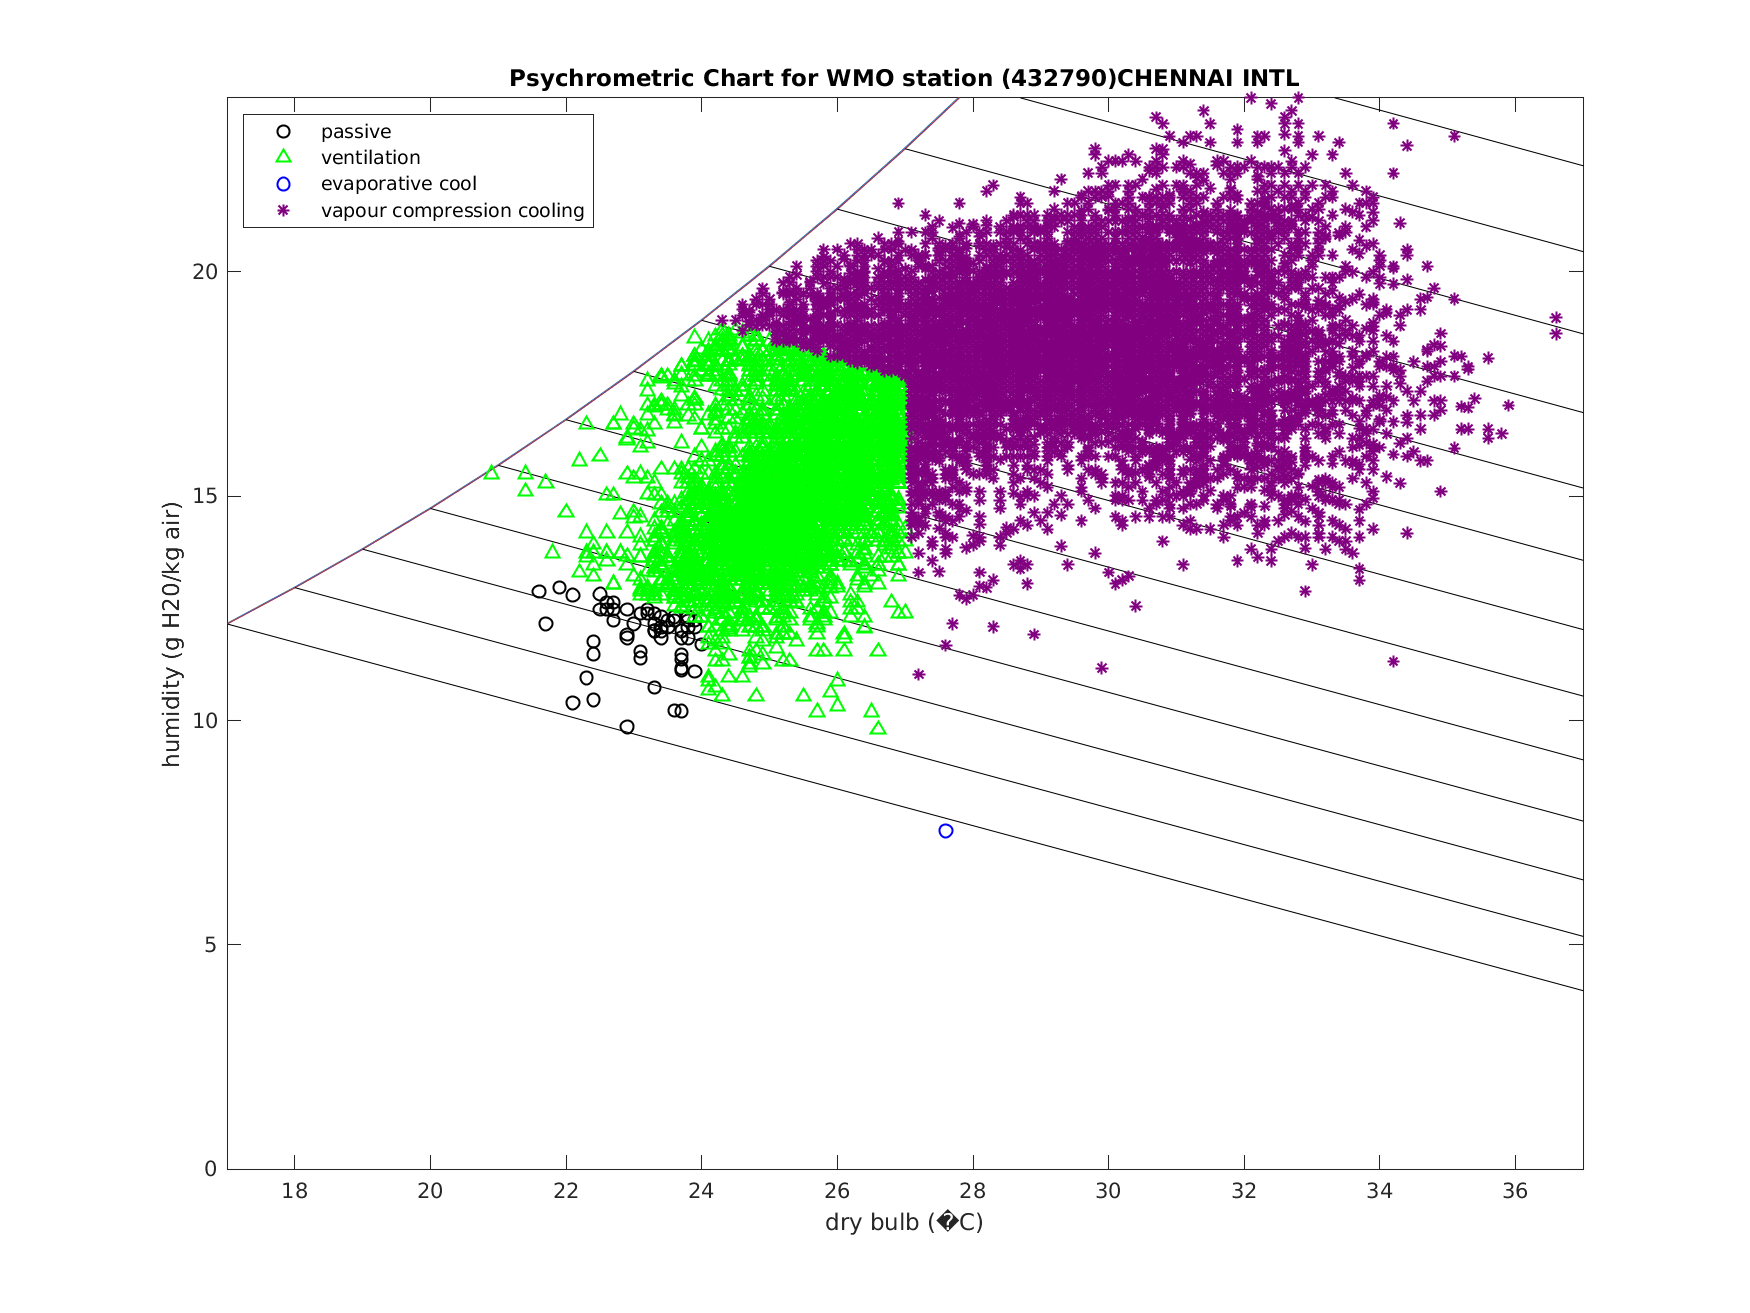 Psychrometric Chart for WMO station (432790)CHENNAI INTL
passive
ventilation
evaporative cool
vapour compression cooling
humidity (g H20/kg air)
20
15
10
5
0
18 20 22 24 26 28 30 32 34 36
dry bulb (�C)